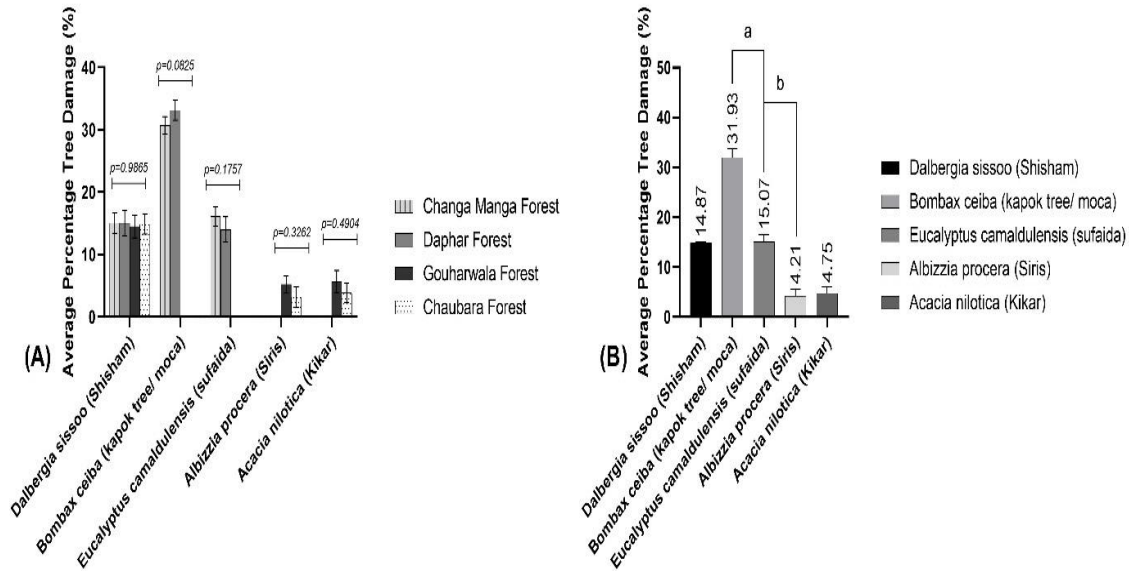 Average Percentage Tree Damage (%)
40
30
20
10
0
p=0.9865
p=0.0825
p=0.1757
p=0.3262
p=0.4904
Dalbergia sissoo (Shisham)
Bombax ceiba (kapok tree/ moca)
Eucalyptus camaldulensis (sufaida)
Albizzia procera (Siris)
Acacia nilotica (Kikar)
(A)
Changa Manga Forest
Daphar Forest
Gouharwala Forest
Chaubara Forest
Average Percentage Tree Damage (%)
50
40
30
20
10
0
a
b
14.87
31.93
15.07
4.21
4.75
Dalbergia sissoo (Shisham)
Bombax ceiba (kapok tree/ moca)
Eucalyptus camaldulensis (sufaida)
Albizzia procera (Siris)
Acacia nilotica (Kikar)
(B)
Dalbergia sissoo (Shisham)
Bombax ceiba (kapok tree/ moca)
Eucalyptus camaldulensis (sufaida)
Albizzia procera (Siris)
Acacia nilotica (Kikar)